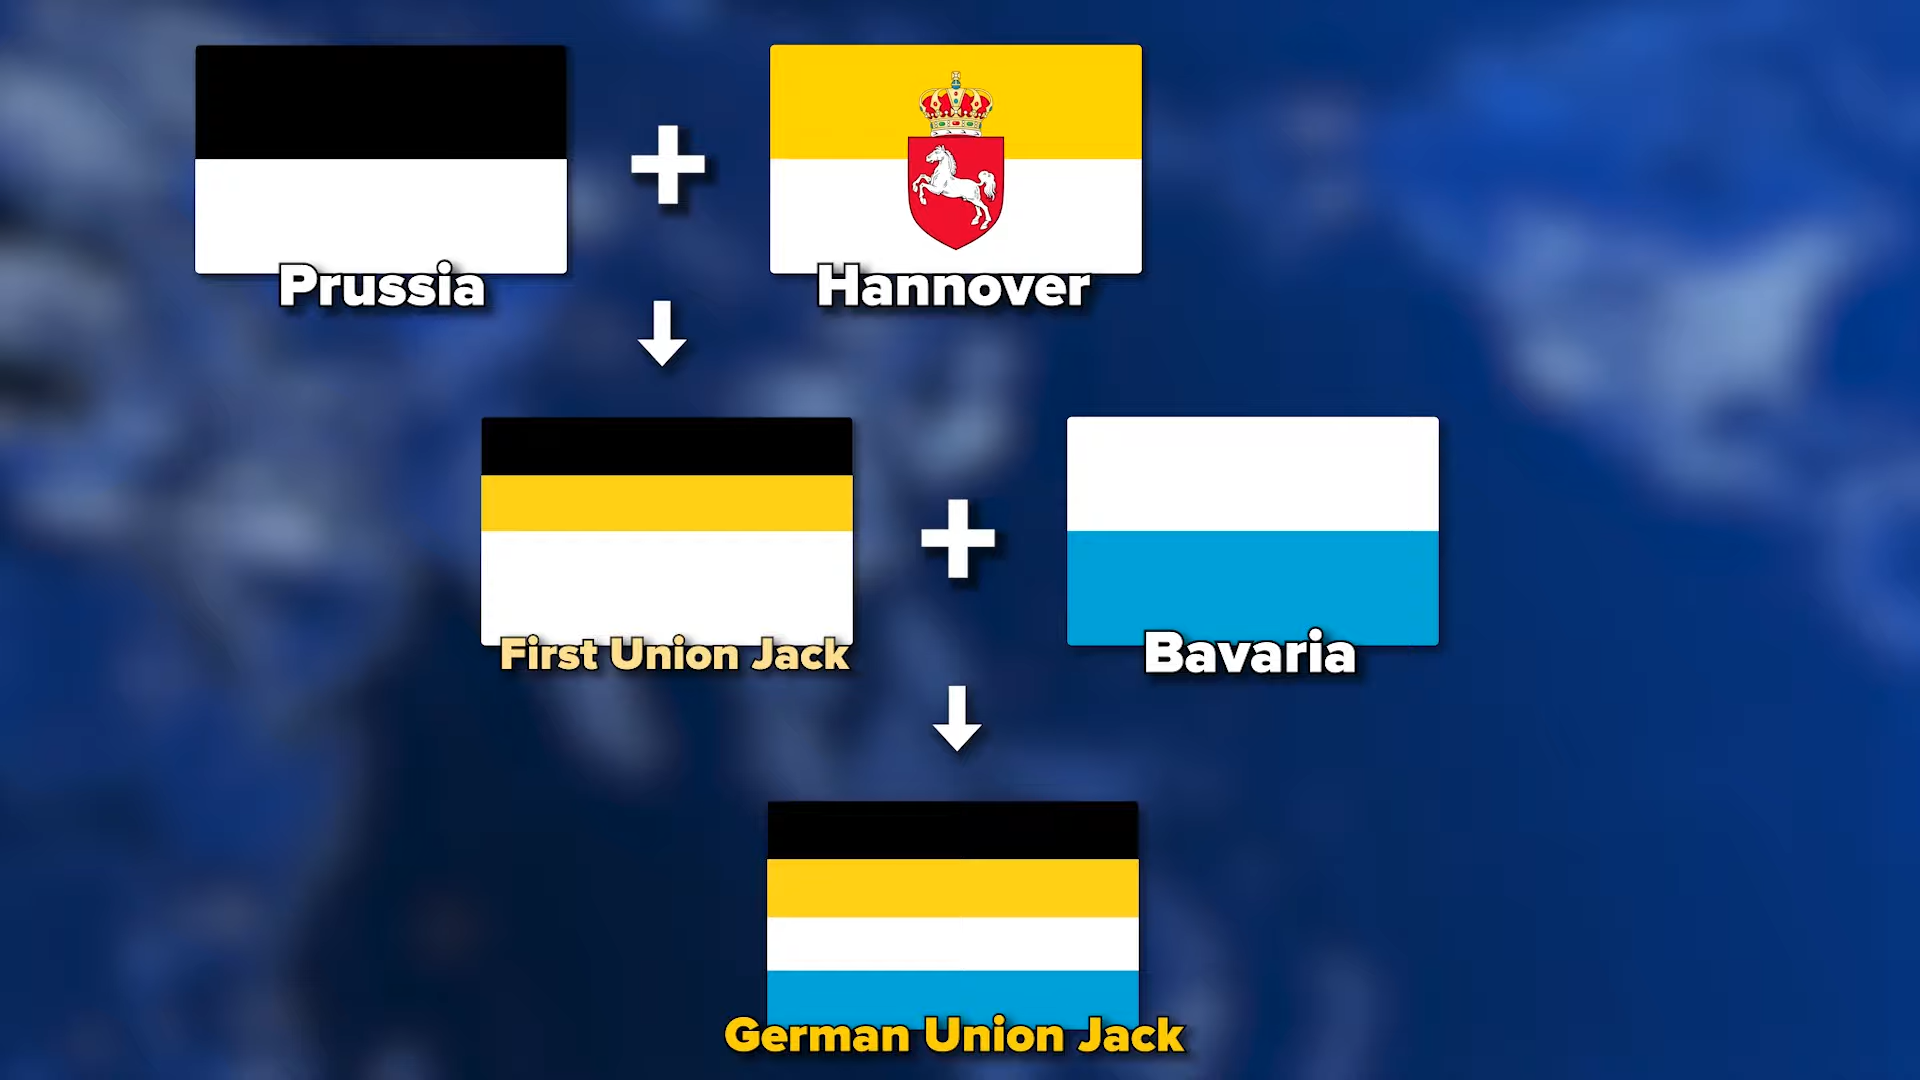 Prussia
Hannover
First Union Jack
Bavaria
German Union Jack